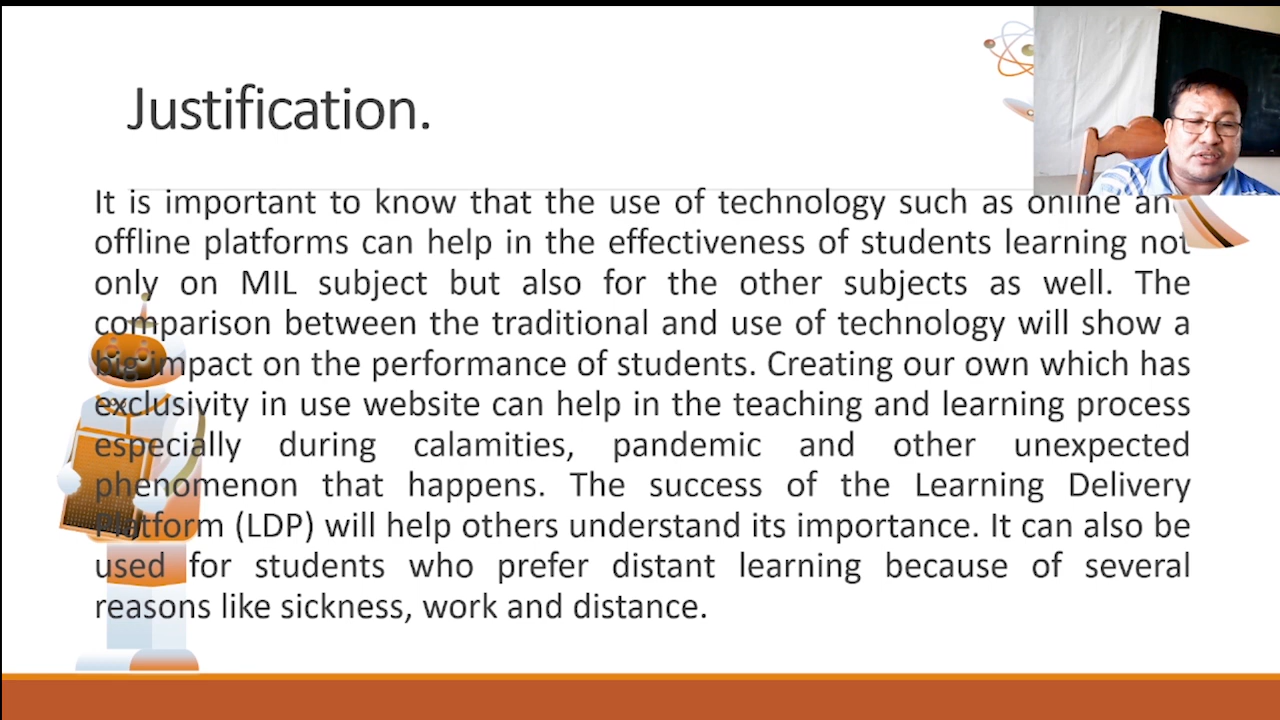 Justification.
It is important to know that the use of technology such as online and
offline platforms can help in the effectiveness of students learning not
only on MIL subject but also for the other subjects as well. The
comparison between the traditional and use of technology will show a
big impact on the performance of students. Creating our own which has
exclusivity in use website can help in the teaching and learning process
especially during calamities, pandemic and other unexpected
phenomenon that happens. The success of the Learning Delivery
Platform (LDP) will help others understand its importance. It can also be
used for students who prefer distant learning because of several
reasons like sickness, work and distance.